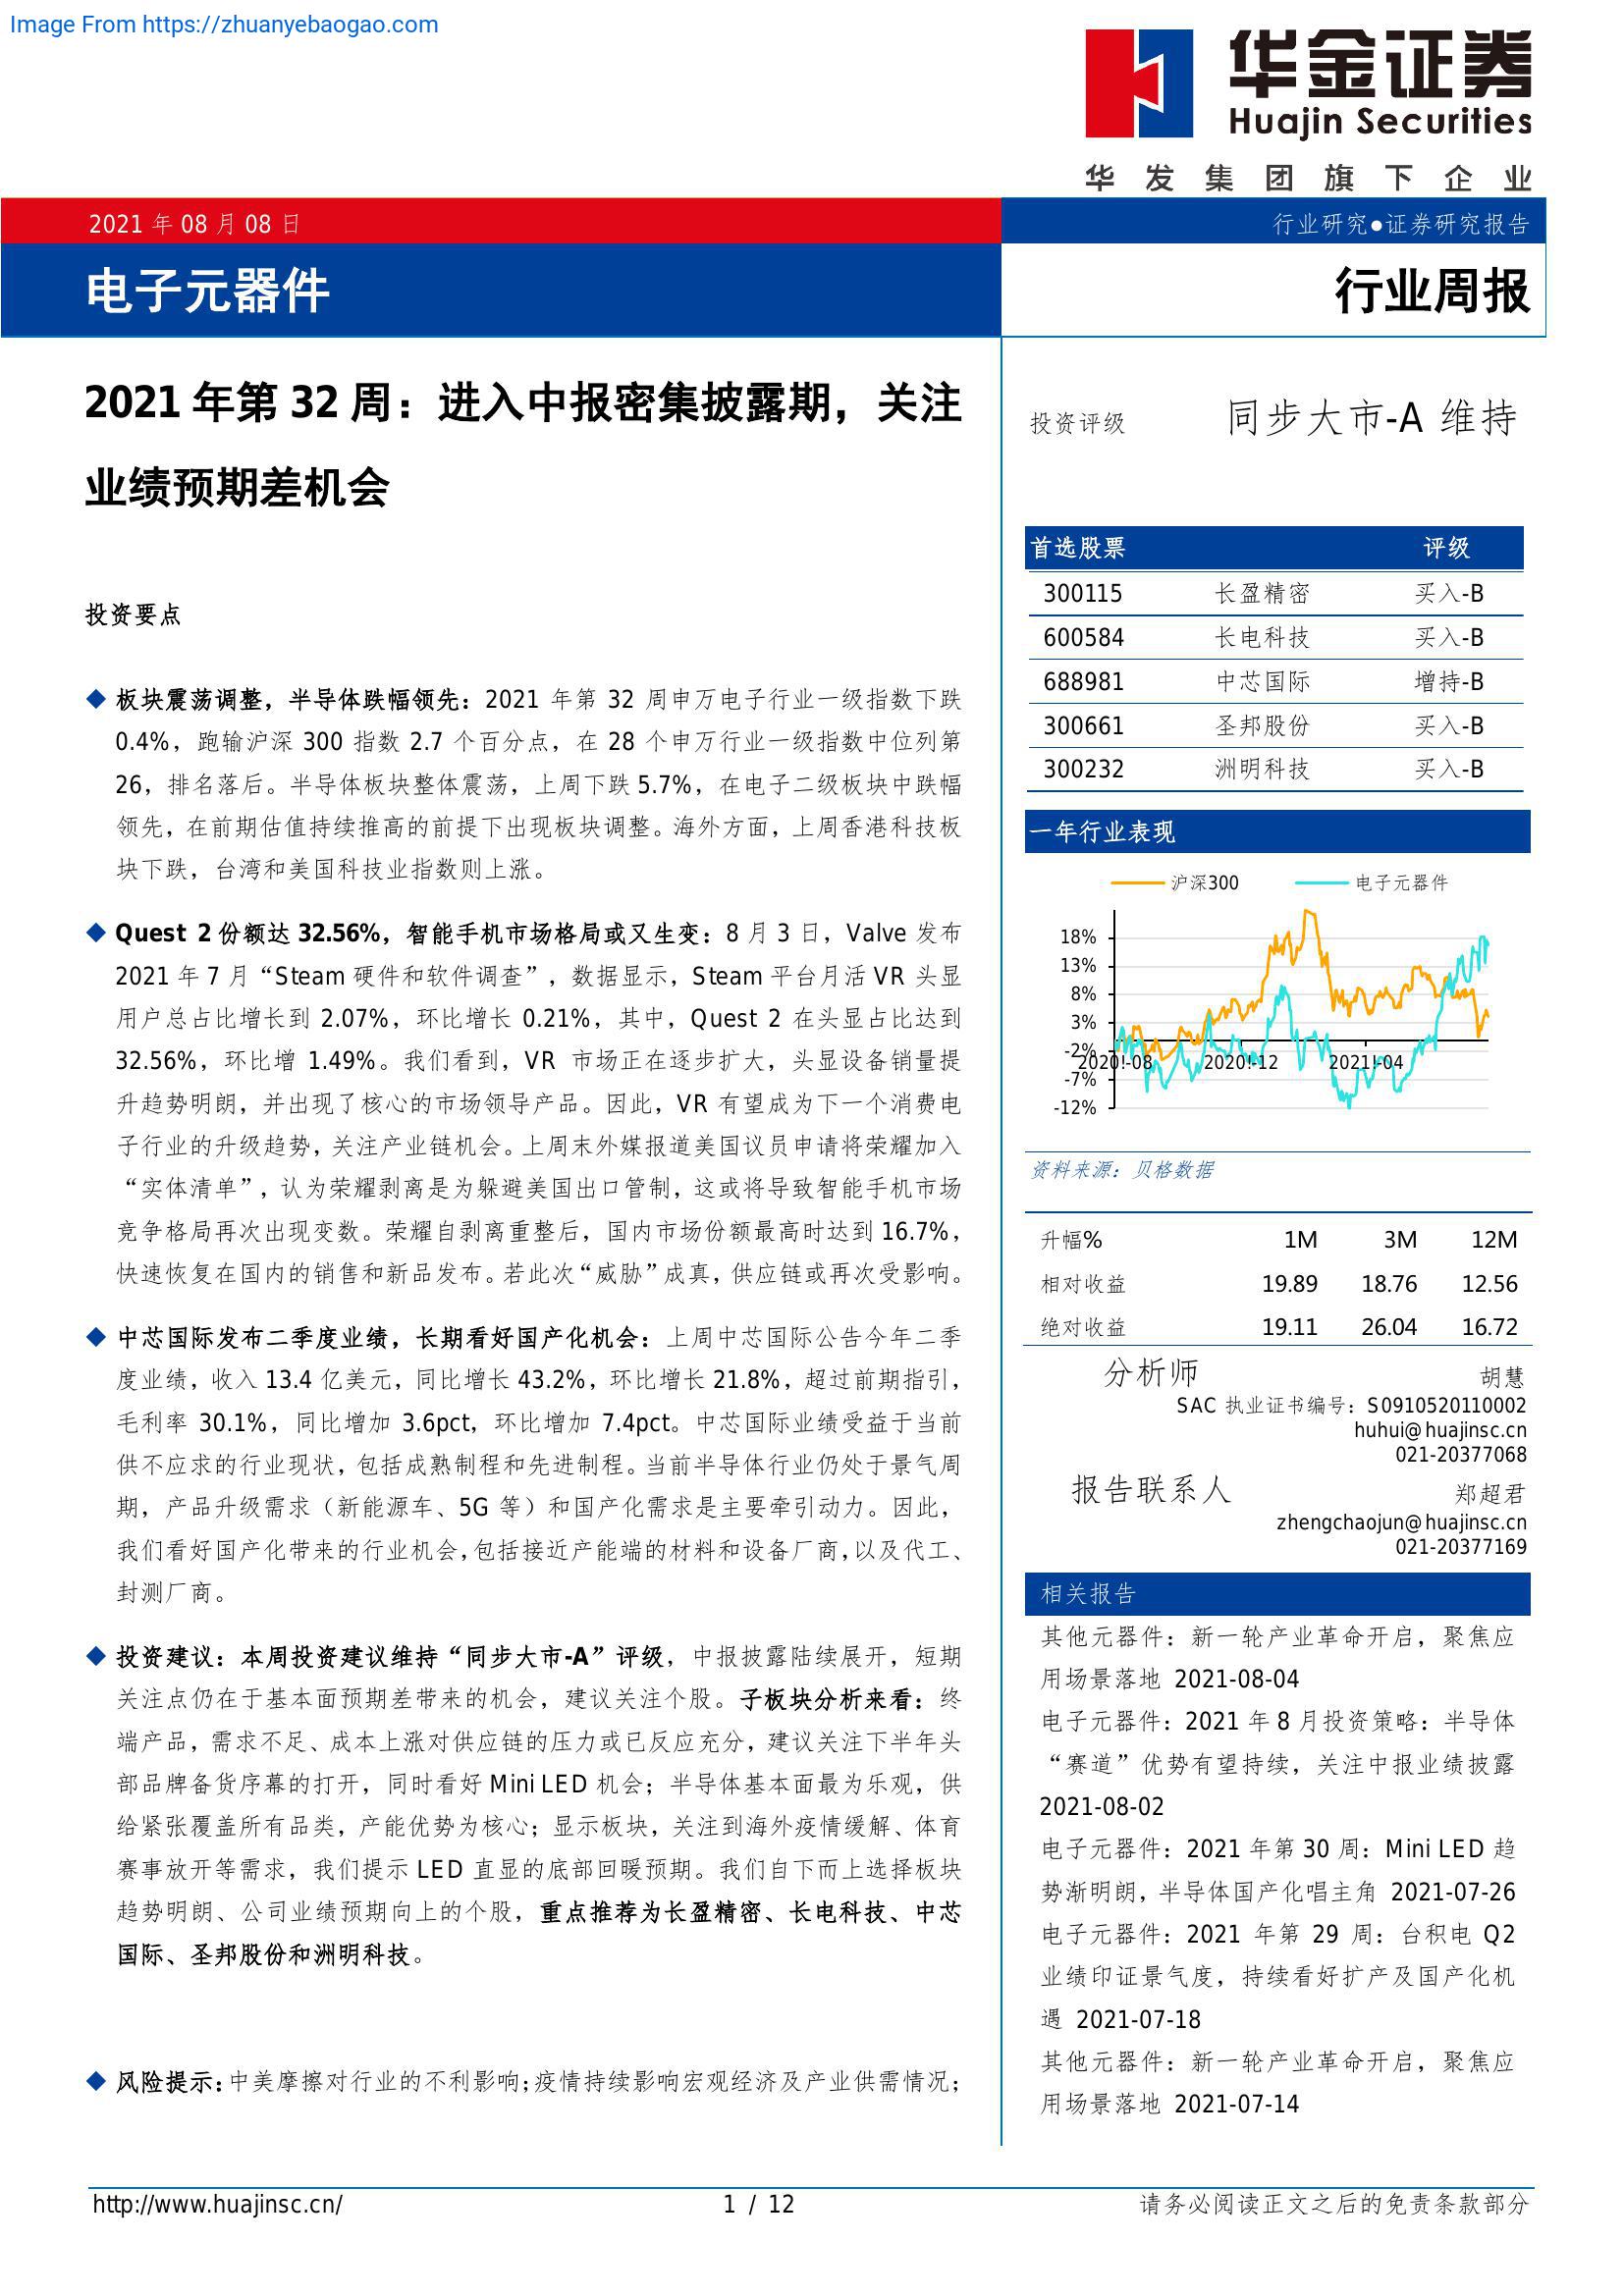 Image From https://zhuanyebaogao.com
华金证券
Huajin Securities
华发集团旗下企业
2021 年 08 月 08 日
行业研究●证券研究报告
电子元器件
行业周报
2021 年第 32 周：进入中报密集披露期，关注
业绩预期差机会
投资要点
◆ 板块震荡调整，半导体跌幅领先：2021 年第 32 周申万电子行业一级指数下跌
0.4%，跑输沪深 300 指数 2.7 个百分点，在 28 个申万行业一级指数中位列第
26，排名落后。半导体板块整体震荡，上周下跌 5.7%，在电子二级板块中跌幅
领先，在前期估值持续推高的前提下出现板块调整。海外方面，上周香港科技板
块下跌，台湾和美国科技业指数则上涨。
◆ Quest 2 份额达 32.56%，智能手机市场格局或又生变：8 月 3 日，Valve 发布
2021 年 7 月“Steam 硬件和软件调查”，数据显示，Steam 平台月活 VR 头显
用户总占比增长到 2.07%，环比增长 0.21%，其中，Quest 2 在头显占比达到
32.56%，环比增 1.49%。我们看到，VR 市场正在逐步扩大，头显设备销量提
升趋势明朗，并出现了核心的市场领导产品。因此，VR 有望成为下一个消费电
子行业的升级趋势，关注产业链机会。上周末外媒报道美国议员申请将荣耀加入
“实体清单”，认为荣耀剥离是为躲避美国出口管制，这或将导致智能手机市场
竞争格局再次出现变数。荣耀自剥离重整后，国内市场份额最高时达到 16.7%，
快速恢复在国内的销售和新品发布。若此次“威胁”成真，供应链或再次受影响。
◆ 中芯国际发布二季度业绩，长期看好国产化机会：上周中芯国际公告今年二季
度业绩，收入 13.4 亿美元，同比增长 43.2%，环比增长 21.8%，超过前期指引，
毛利率 30.1%，同比增加 3.6pct，环比增加 7.4pct。中芯国际业绩受益于当前
供不应求的行业现状，包括成熟制程和先进制程。当前半导体行业仍处于景气周
期，产品升级需求（新能源车、5G 等）和国产化需求是主要牵引动力。因此，
我们看好国产化带来的行业机会，包括接近产能端的材料和设备厂商，以及代工、
封测厂商。
◆ 投资建议：本周投资建议维持“同步大市-A”评级，中报披露陆续展开，短期
关注点仍在于基本面预期差带来的机会，建议关注个股。子板块分析来看：终
端产品，需求不足、成本上涨对供应链的压力或已反应充分，建议关注下半年头
部品牌备货序幕的打开，同时看好 Mini LED 机会；半导体基本面最为乐观，供
给紧张覆盖所有品类，产能优势为核心；显示板块，关注到海外疫情缓解、体育
赛事放开等需求，我们提示 LED 直显的底部回暖预期。我们自下而上选择板块
趋势明朗、公司业绩预期向上的个股，重点推荐为长盈精密、长电科技、中芯
国际、圣邦股份和洲明科技。
◆ 风险提示：中美摩擦对行业的不利影响；疫情持续影响宏观经济及产业供需情况；
投资评级 同步大市-A 维持
首选股票 评级
300115 长盈精密 买入-B
600584 长电科技 买入-B
688981 中芯国际 增持-B
300661 圣邦股份 买入-B
300232 洲明科技 买入-B
一年行业表现
沪深300 电子元器件
18%
13%
8%
3%
-2%
2020!-08 2020!-12 2021!-04
-7%
-12%
资料来源：贝格数据
升幅% 1M 3M 12M
相对收益 19.89 18.76 12.56
绝对收益 19.11 26.04 16.72
分析师 胡慧
SAC 执业证书编号：S0910520110002
huhui@huajinsc.cn
021-20377068
报告联系人 郑超君
zhengchaojun@huajinsc.cn
021-20377169
相关报告
其他元器件：新一轮产业革命开启，聚焦应
用场景落地 2021-08-04
电子元器件：2021 年 8 月投资策略：半导体
“赛道”优势有望持续，关注中报业绩披露
2021-08-02
电子元器件：2021 年第 30 周：Mini LED 趋
势渐明朗，半导体国产化唱主角 2021-07-26
电子元器件：2021 年第 29 周：台积电 Q2
业绩印证景气度，持续看好扩产及国产化机
遇 2021-07-18
其他元器件：新一轮产业革命开启，聚焦应
用场景落地 2021-07-14
http://www.huajinsc.cn/ 1 / 12 请务必阅读正文之后的免责条款部分